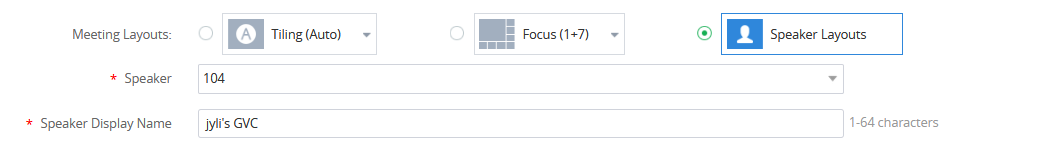 Meeting Layouts: A Tiling (Auto) Focus (1+7) Speaker Layouts
* Speaker 104
* Speaker Display Name jyli's GVC 1-64 characters